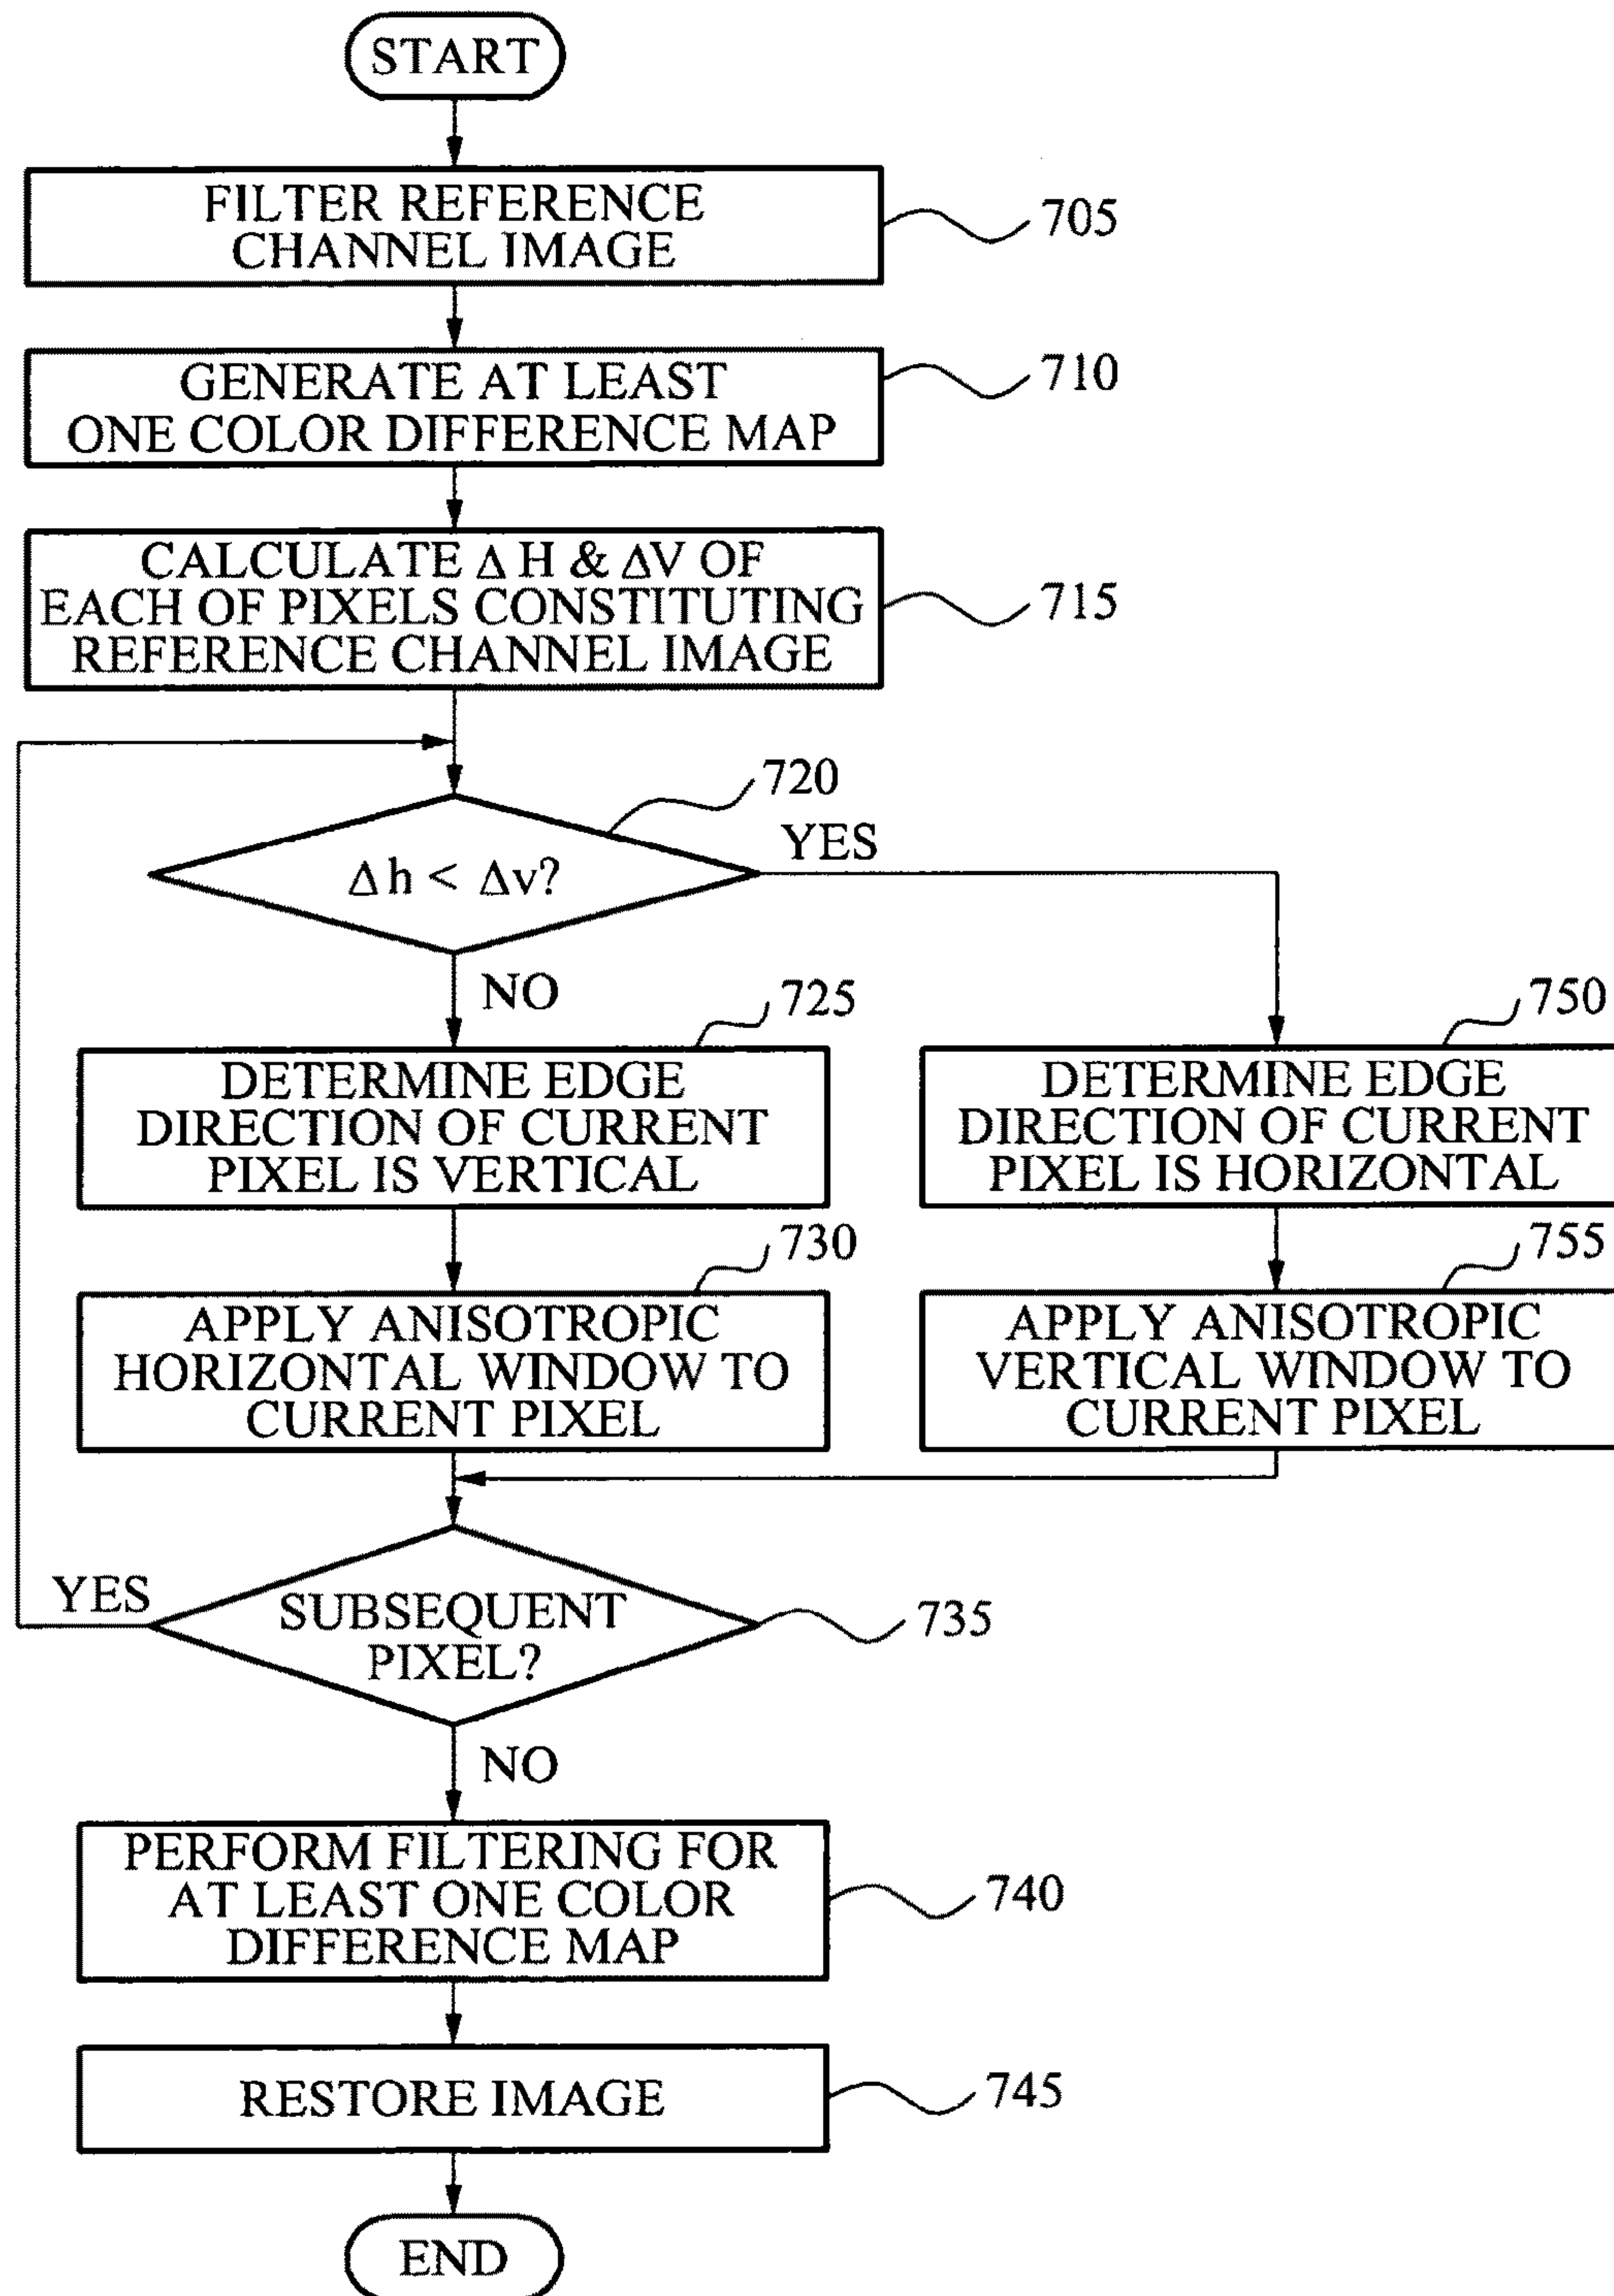 START
FILTER REFERENCE
CHANNEL IMAGE
705
GENERATE AT LEAST
ONE COLOR DIFFERENCE MAP
710
CALCULATE Δ H & ΔV OF
EACH OF PIXELS CONSTITUTING
REFERENCE CHANNEL IMAGE
715
720
Δh < Δv?
YES
NO
725
DETERMINE EDGE
DIRECTION OF CURRENT
PIXEL IS VERTICAL
750
DETERMINE EDGE
DIRECTION OF CURRENT
PIXEL IS HORIZONTAL
730
APPLY ANISOTROPIC
HORIZONTAL WINDOW TO
CURRENT PIXEL
755
APPLY ANISOTROPIC
VERTICAL WINDOW TO
CURRENT PIXEL
YES
SUBSEQUENT
PIXEL?
735
NO
PERFORM FILTERING FOR
AT LEAST ONE COLOR
DIFFERENCE MAP
740
RESTORE IMAGE
745
END